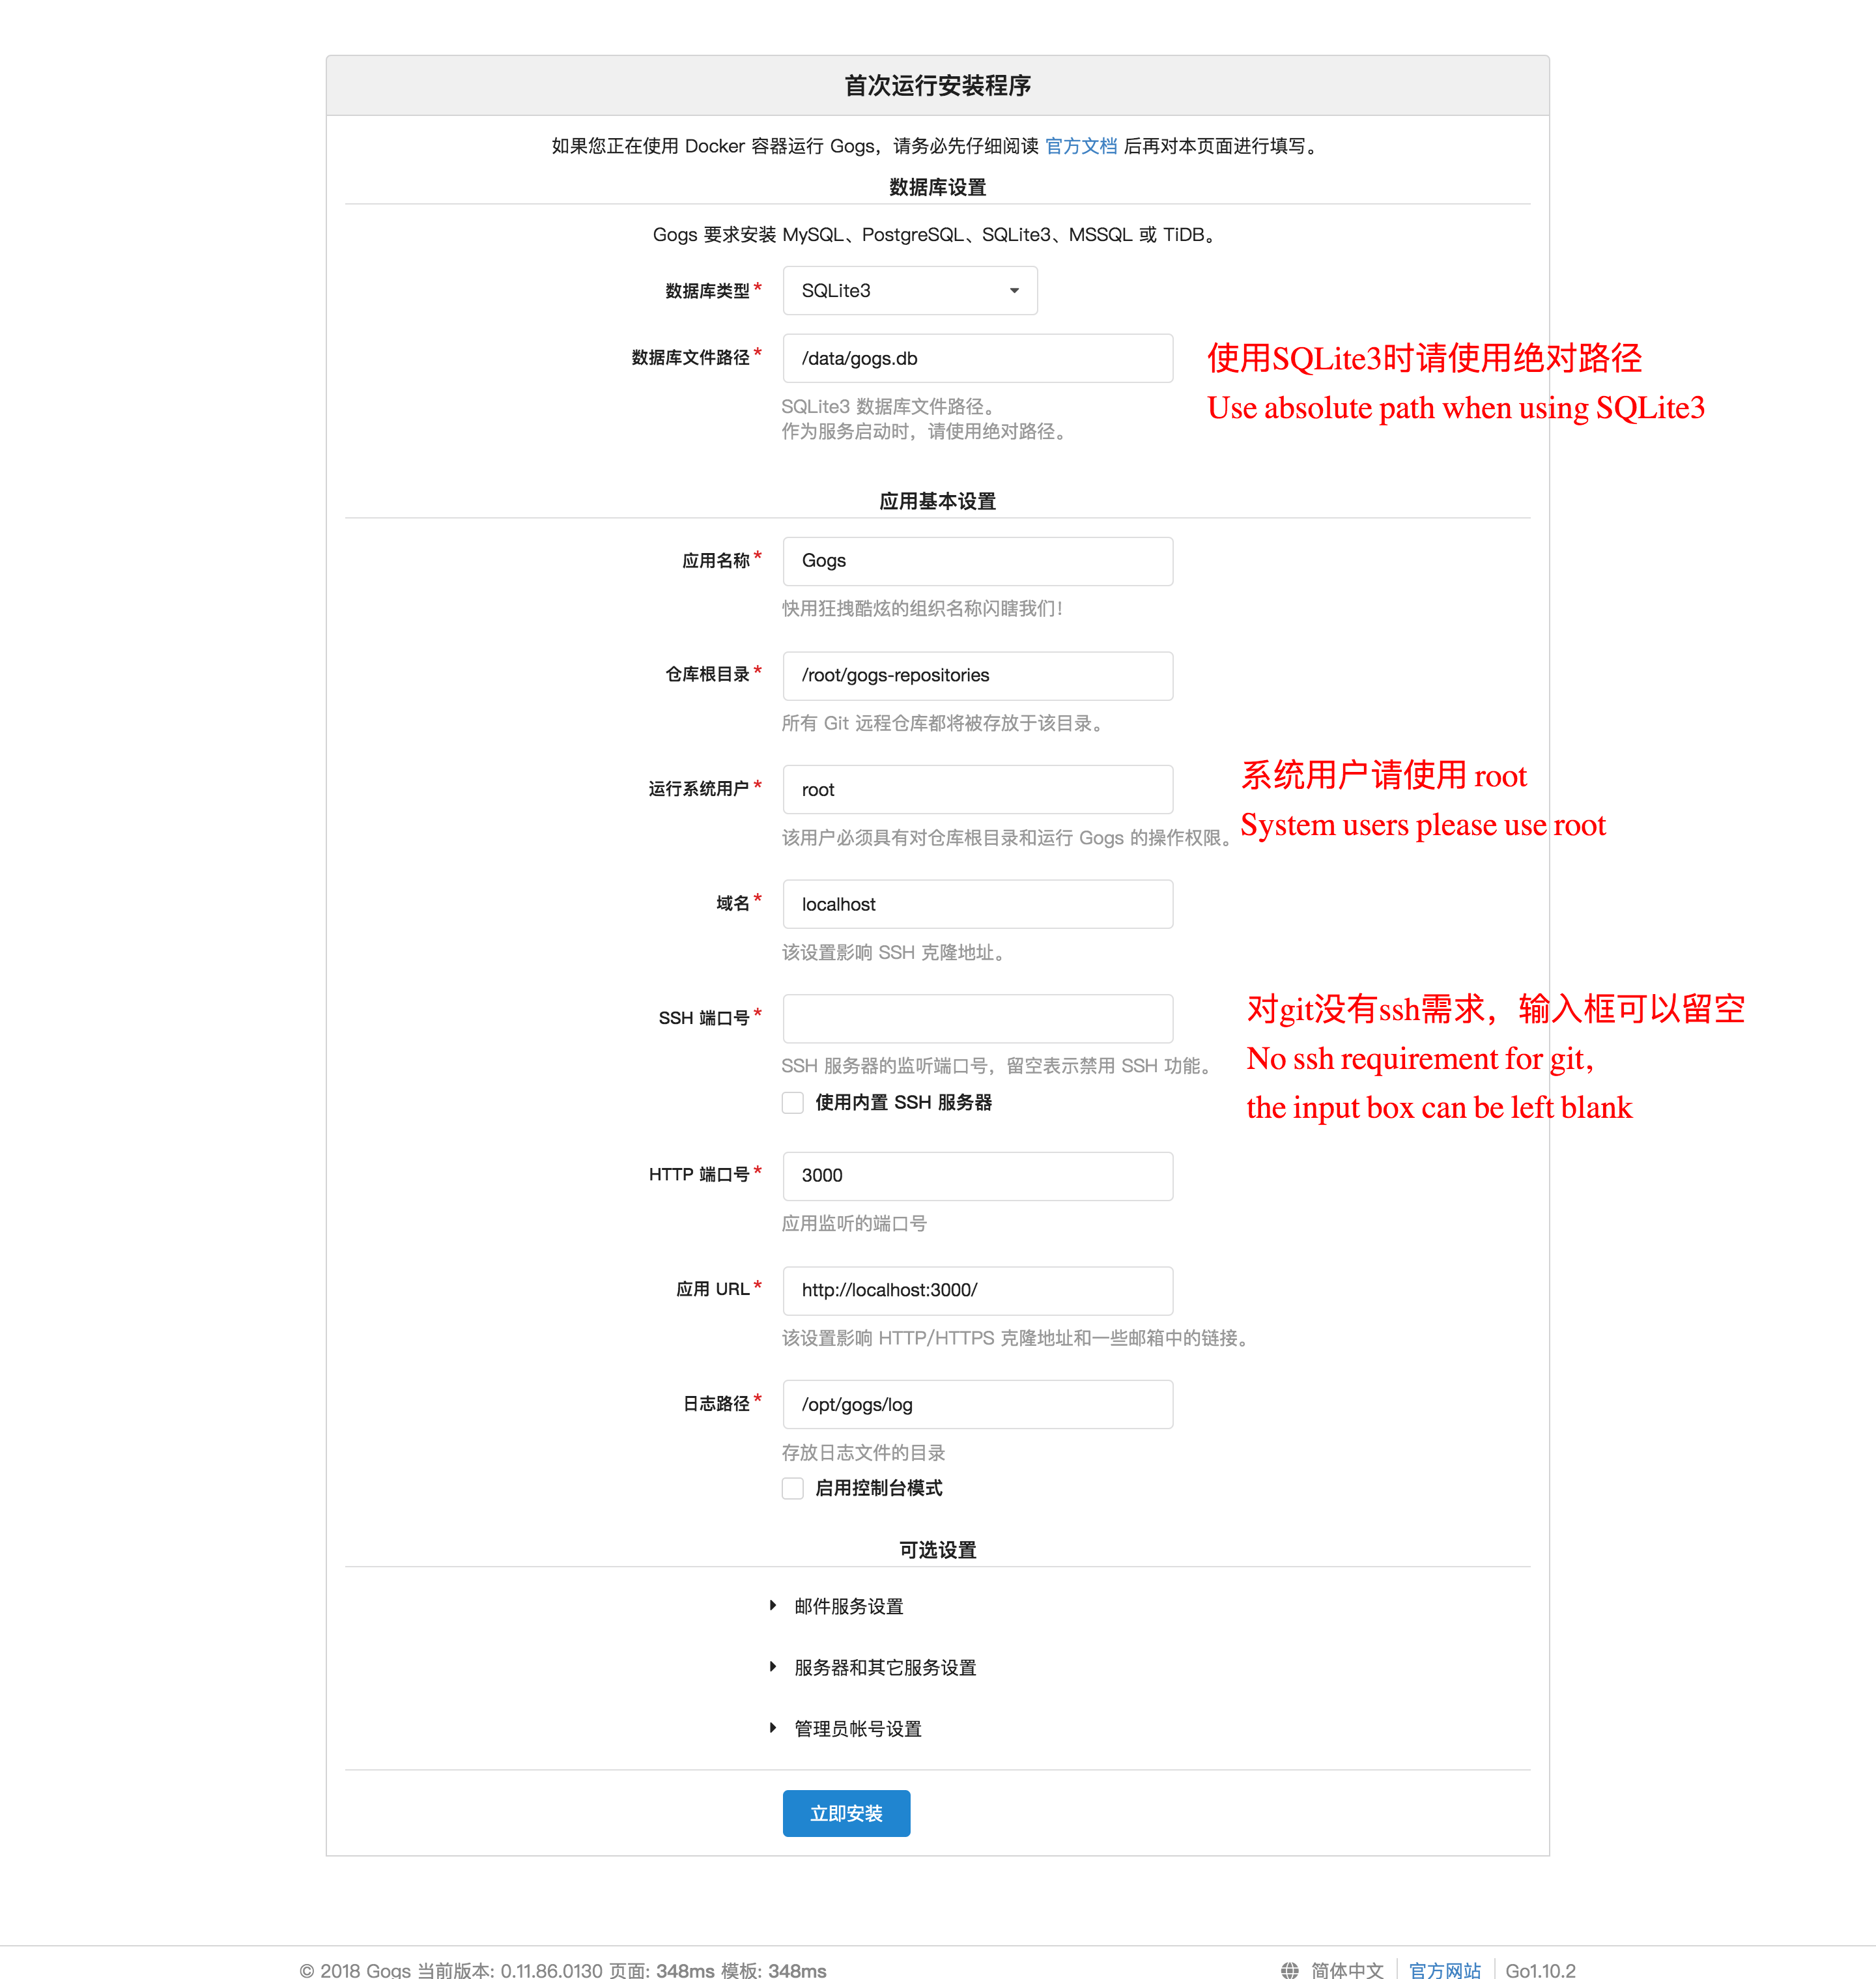 首次运行安装程序
如果您正在使用 Docker 容器运行 Gogs，请务必先仔细阅读 官方文档 后再对本页面进行填写。
数据库设置
Gogs 要求安装 MySQL、PostgreSQL、SQLite3、MSSQL 或 TiDB。
数据库类型* SQLite3
数据库文件路径* /data/gogs.db
SQLite3 数据库文件路径。
作为服务启动时，请使用绝对路径。
使用SQLite3时请使用绝对路径
Use absolute path when using SQLite3
应用基本设置
应用名称* Gogs
快用狂拽酷炫的组织名称闪瞎我们！
仓库根目录* /root/gogs-repositories
所有 Git 远程仓库都将被存放于该目录。
运行系统用户* root
该用户必须具有对仓库根目录和运行 Gogs 的操作权限。
系统用户请使用 root
System users please use root
域名* localhost
该设置影响 SSH 克隆地址。
SSH 端口号*
SSH 服务器的监听端口号，留空表示禁用 SSH 功能。
使用内置 SSH 服务器
对git没有ssh需求，输入框可以留空
No ssh requirement for git,
the input box can be left blank
HTTP 端口号* 3000
应用监听的端口号
应用 URL* http://localhost:3000/
该设置影响 HTTP/HTTPS 克隆地址和一些邮箱中的链接。
日志路径* /opt/gogs/log
存放日志文件的目录
启用控制台模式
可选设置
邮件服务设置
服务器和其它服务设置
管理员帐号设置
立即安装
© 2018 Gogs 当前版本: 0.11.86.0130 页面: 348ms 模板: 348ms
简体中文 官方网站 Go1.10.2